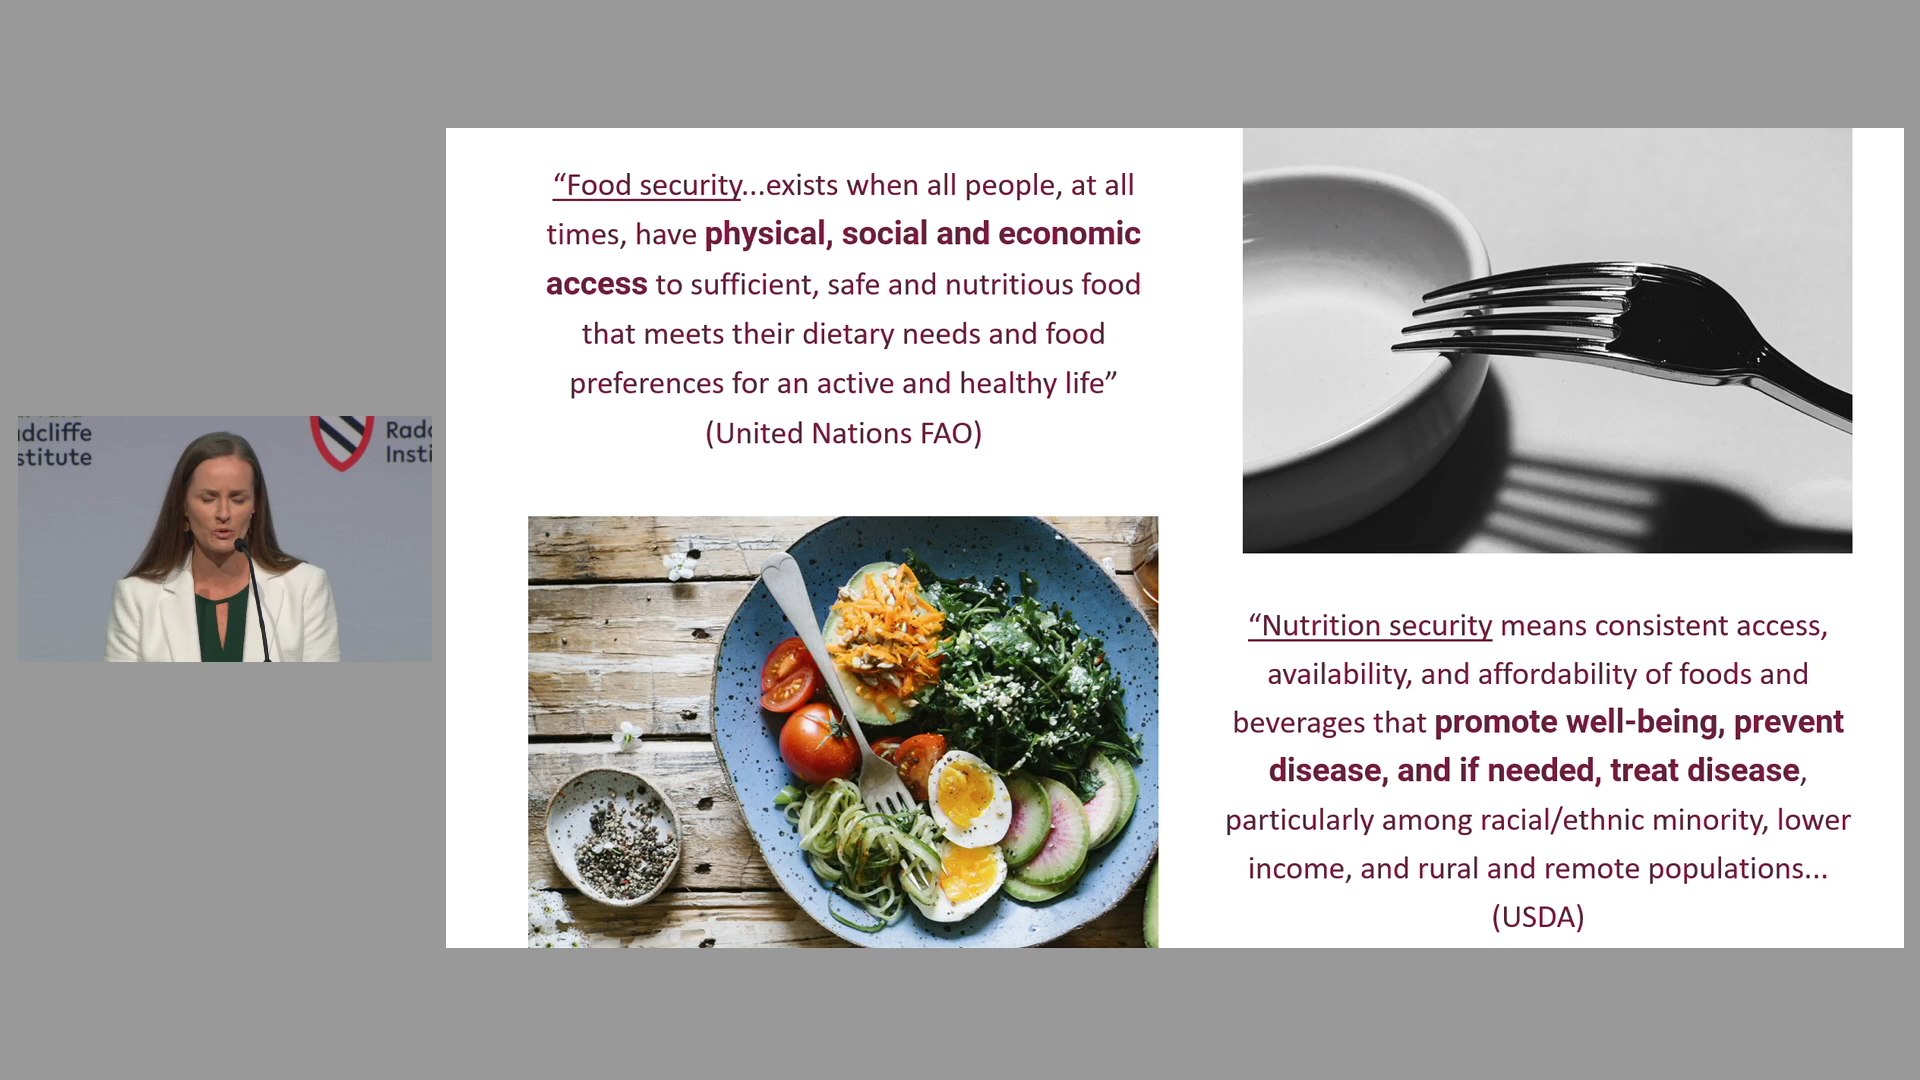 adcliffe
stitute
Radc
Insti
“Food security...exists when all people, at all
times, have physical, social and economic
access to sufficient, safe and nutritious food
that meets their dietary needs and food
preferences for an active and healthy life”
(United Nations FAO)
“Nutrition security means consistent access,
availability, and affordability of foods and
beverages that promote well-being, prevent
disease, and if needed, treat disease,
particularly among racial/ethnic minority, lower
income, and rural and remote populations...
(USDA)